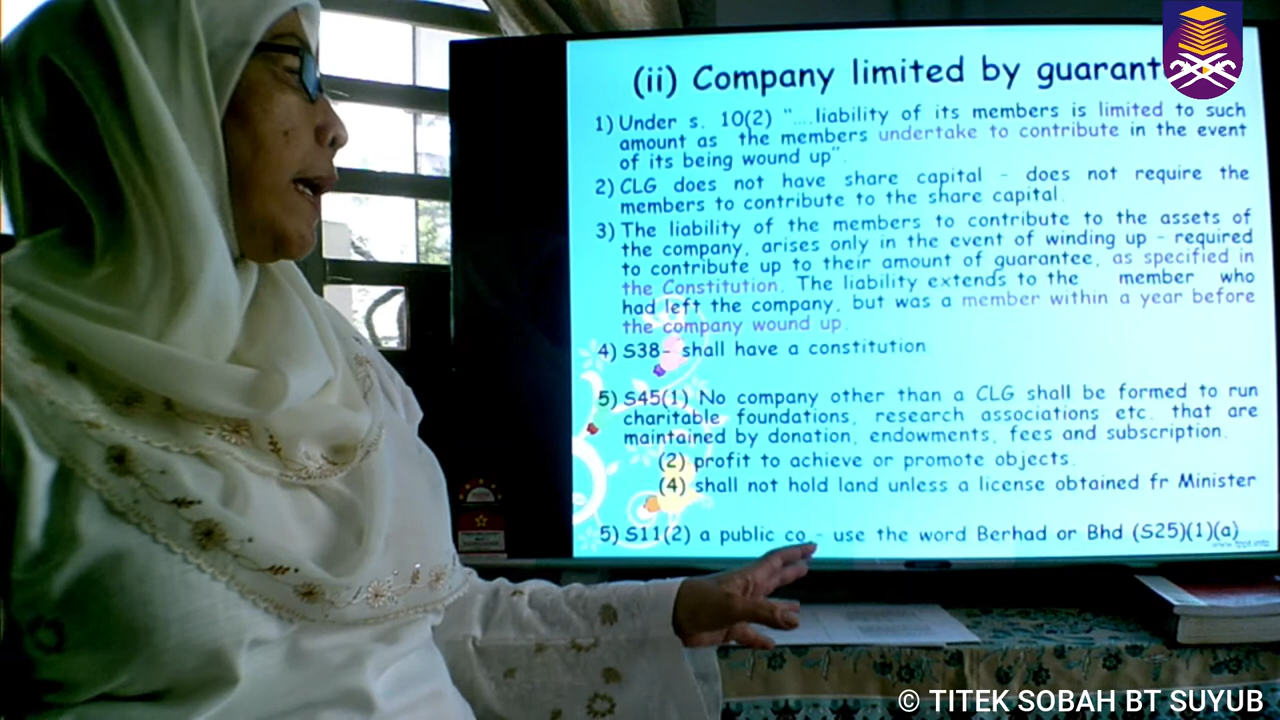 (ii) Company limited by guarant
1) Under s. 10(2) "....liability of its members is limited to such
amount as the members undertake to contribute in the event
of its being wound up".
2) CLG does not have share capital - does not require the
members to contribute to the share capital.
3) The liability of the members to contribute to the assets of
the company, arises only in the event of winding up - required
to contribute up to their amount of guarantee, as specified in
the Constitution. The liability extends to the member who
had left the company, but was a member within a year before
the company wound up.
4) S38- shall have a constitution
5) S45(1) No company other than a CLG shall be formed to run
charitable foundations, research associations etc. that are
maintained by donation, endowments, fees and subscription.
(2) profit to achieve or promote objects.
(4) shall not hold land unless a license obtained fr Minister
5) S11(2) a public co - use the word Berhad or Bhd (S25)(1)(a)
© TITEK SOBAH BT SUYUB